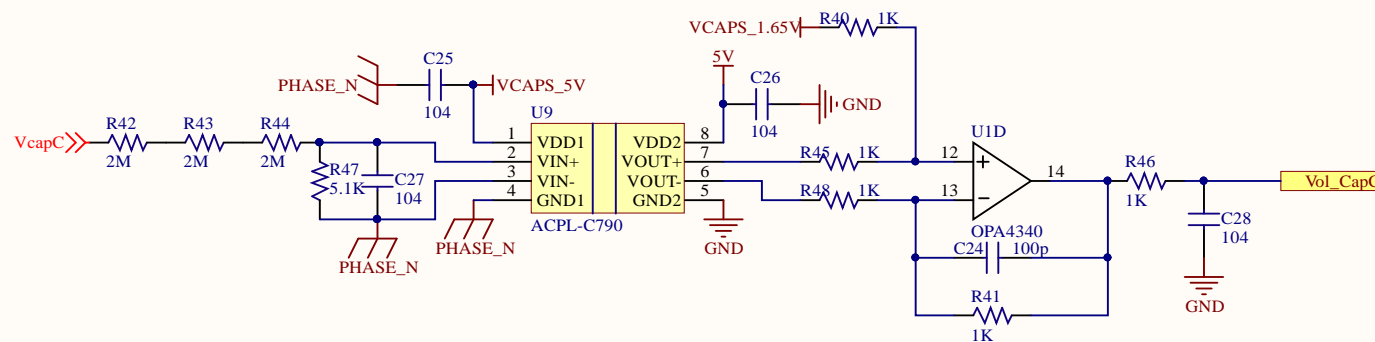 VCAPS_1.65V
R40
1K
5V
PHASE_N
C25
104
VCAPS_5V
C26
104
GND
VcapC
R42
2M
R43
2M
R44
2M
R47
5.1K
C27
104
PHASE_N
U9
1
VDD1
VDD2
8
2
VIN+
VOUT+
7
3
VIN-
VOUT-
6
4
GND1
GND2
5
ACPL-C790
PHASE_N
GND
R45
1K
R48
1K
U1D
12
+
13
−
14
OPA4340
C24
100p
R41
1K
R46
1K
Vol_CapC
C28
104
GND